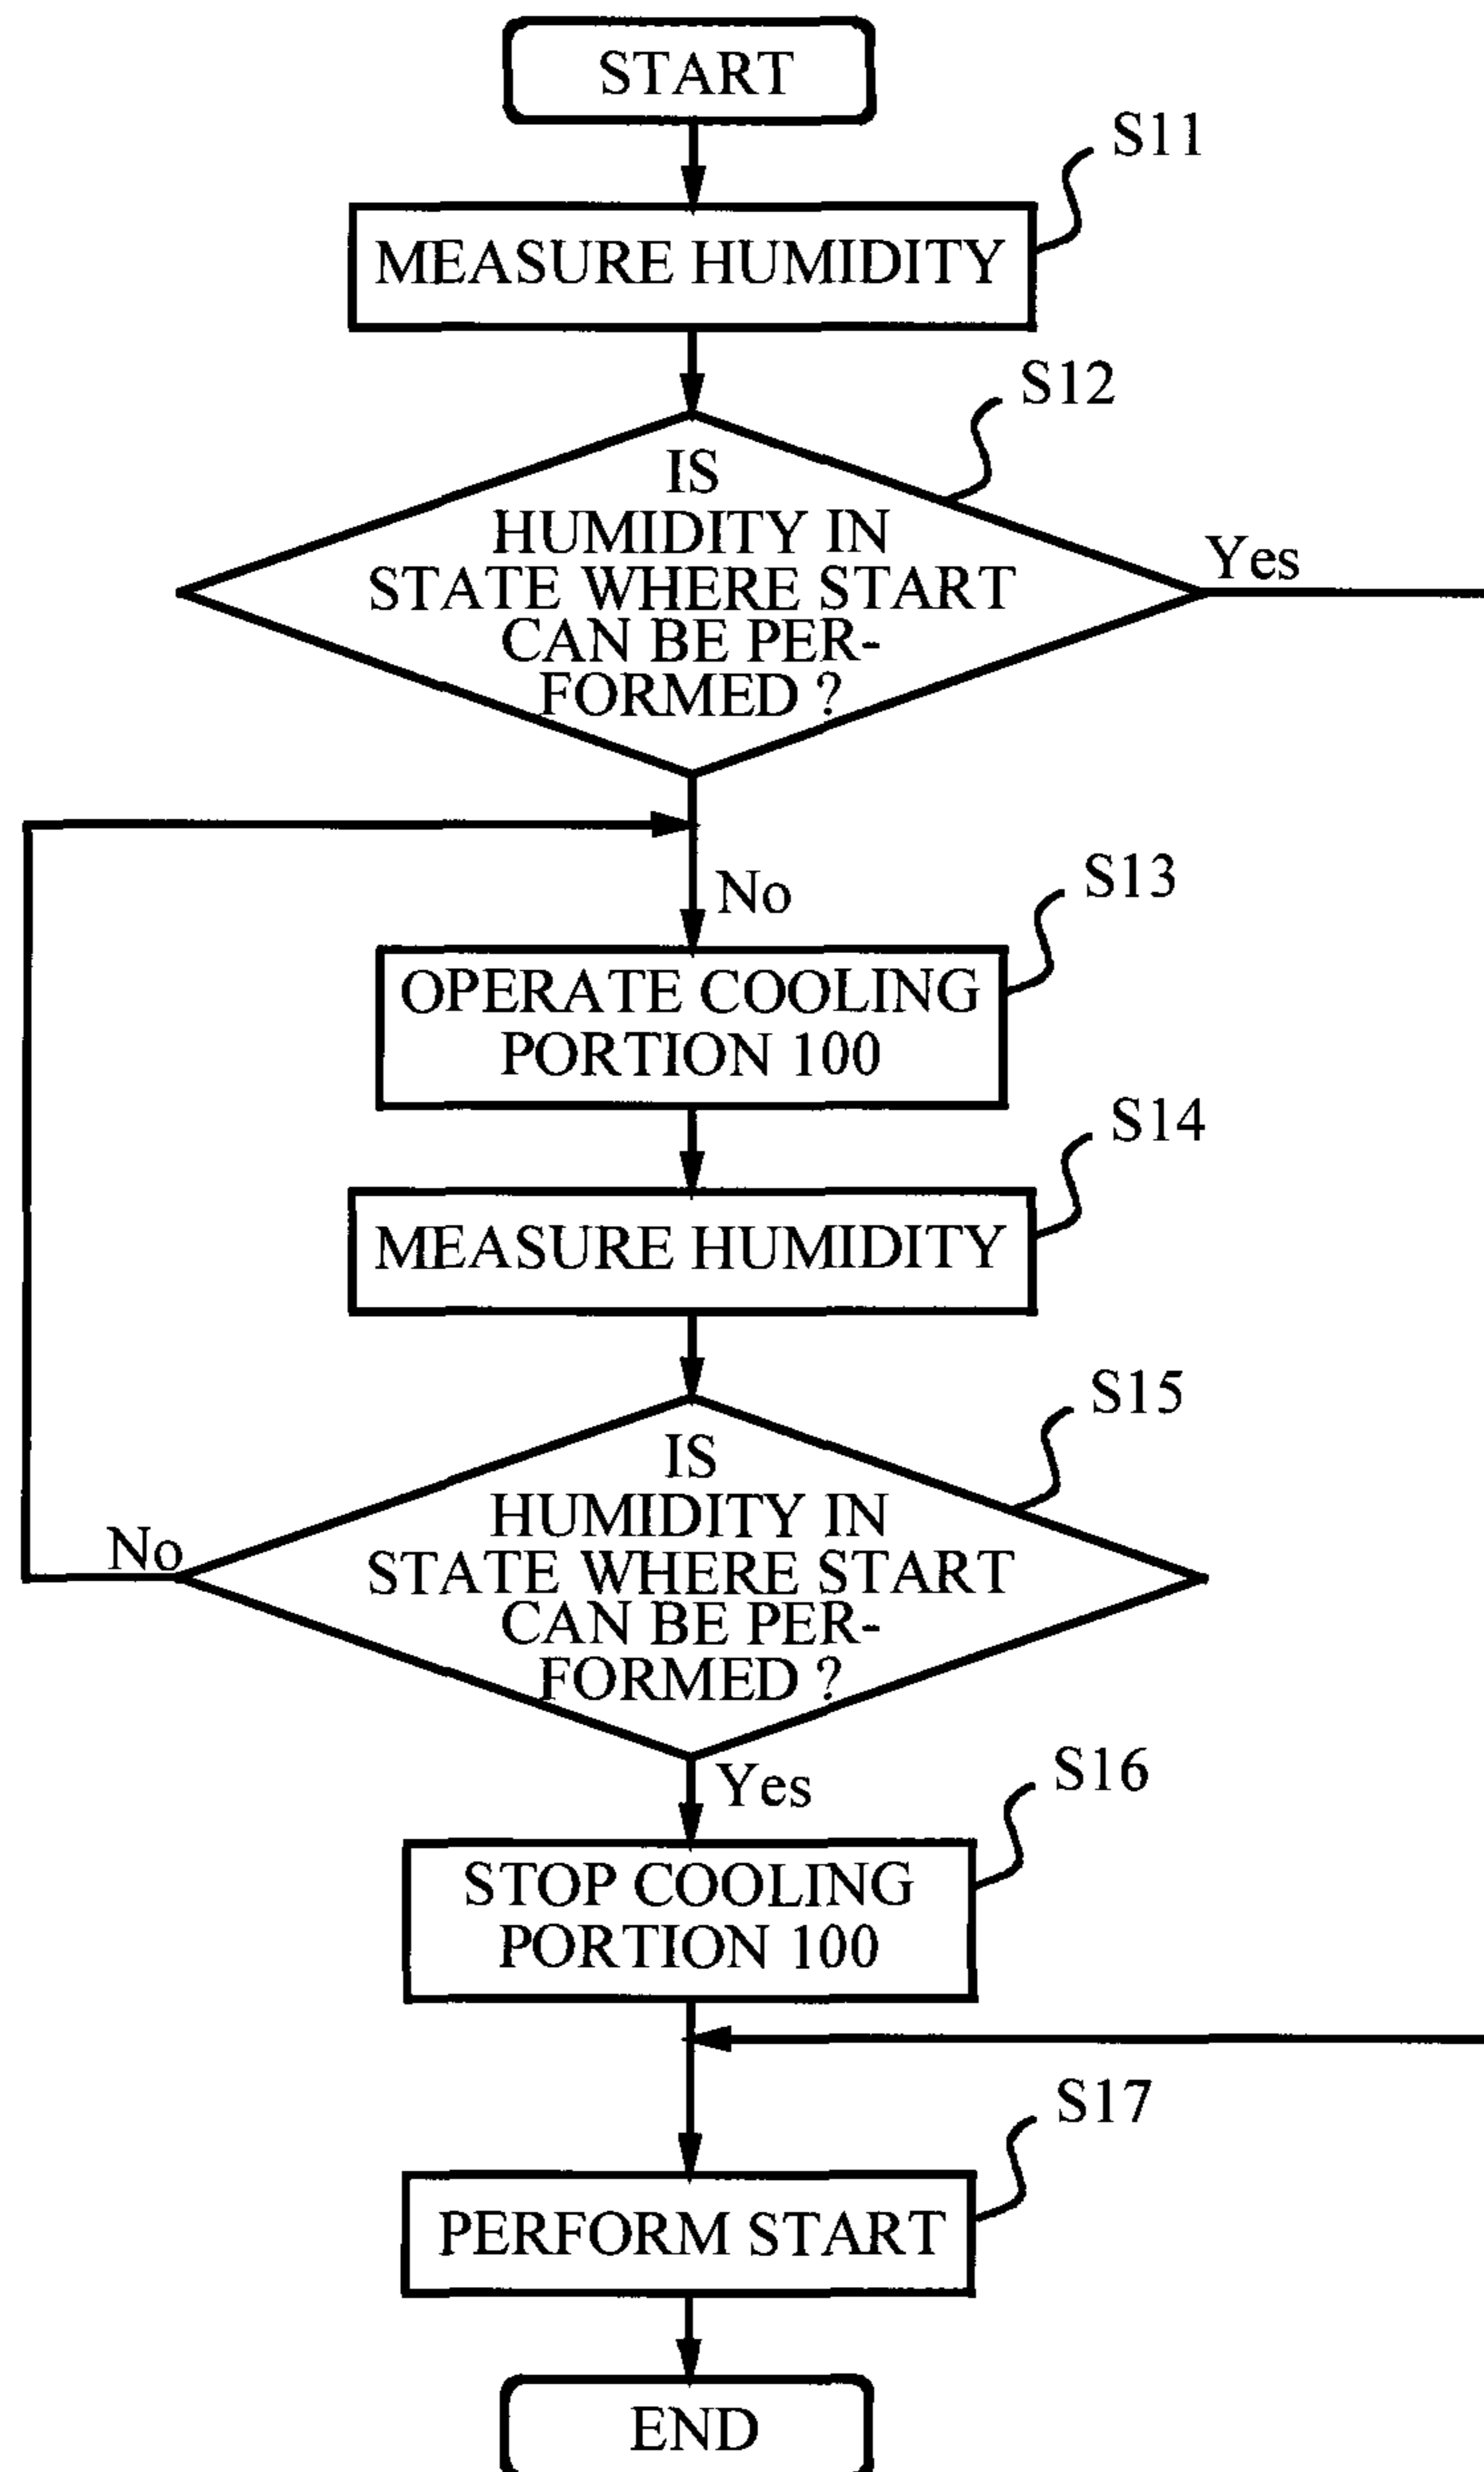 START
S11
MEASURE HUMIDITY
S12
IS
HUMIDITY IN
STATE WHERE START
CAN BE PER-
FORMED ?
Yes
No
S13
OPERATE COOLING
PORTION 100
S14
MEASURE HUMIDITY
S15
IS
HUMIDITY IN
STATE WHERE START
CAN BE PER-
FORMED ?
No
Yes
S16
STOP COOLING
PORTION 100
S17
PERFORM START
END